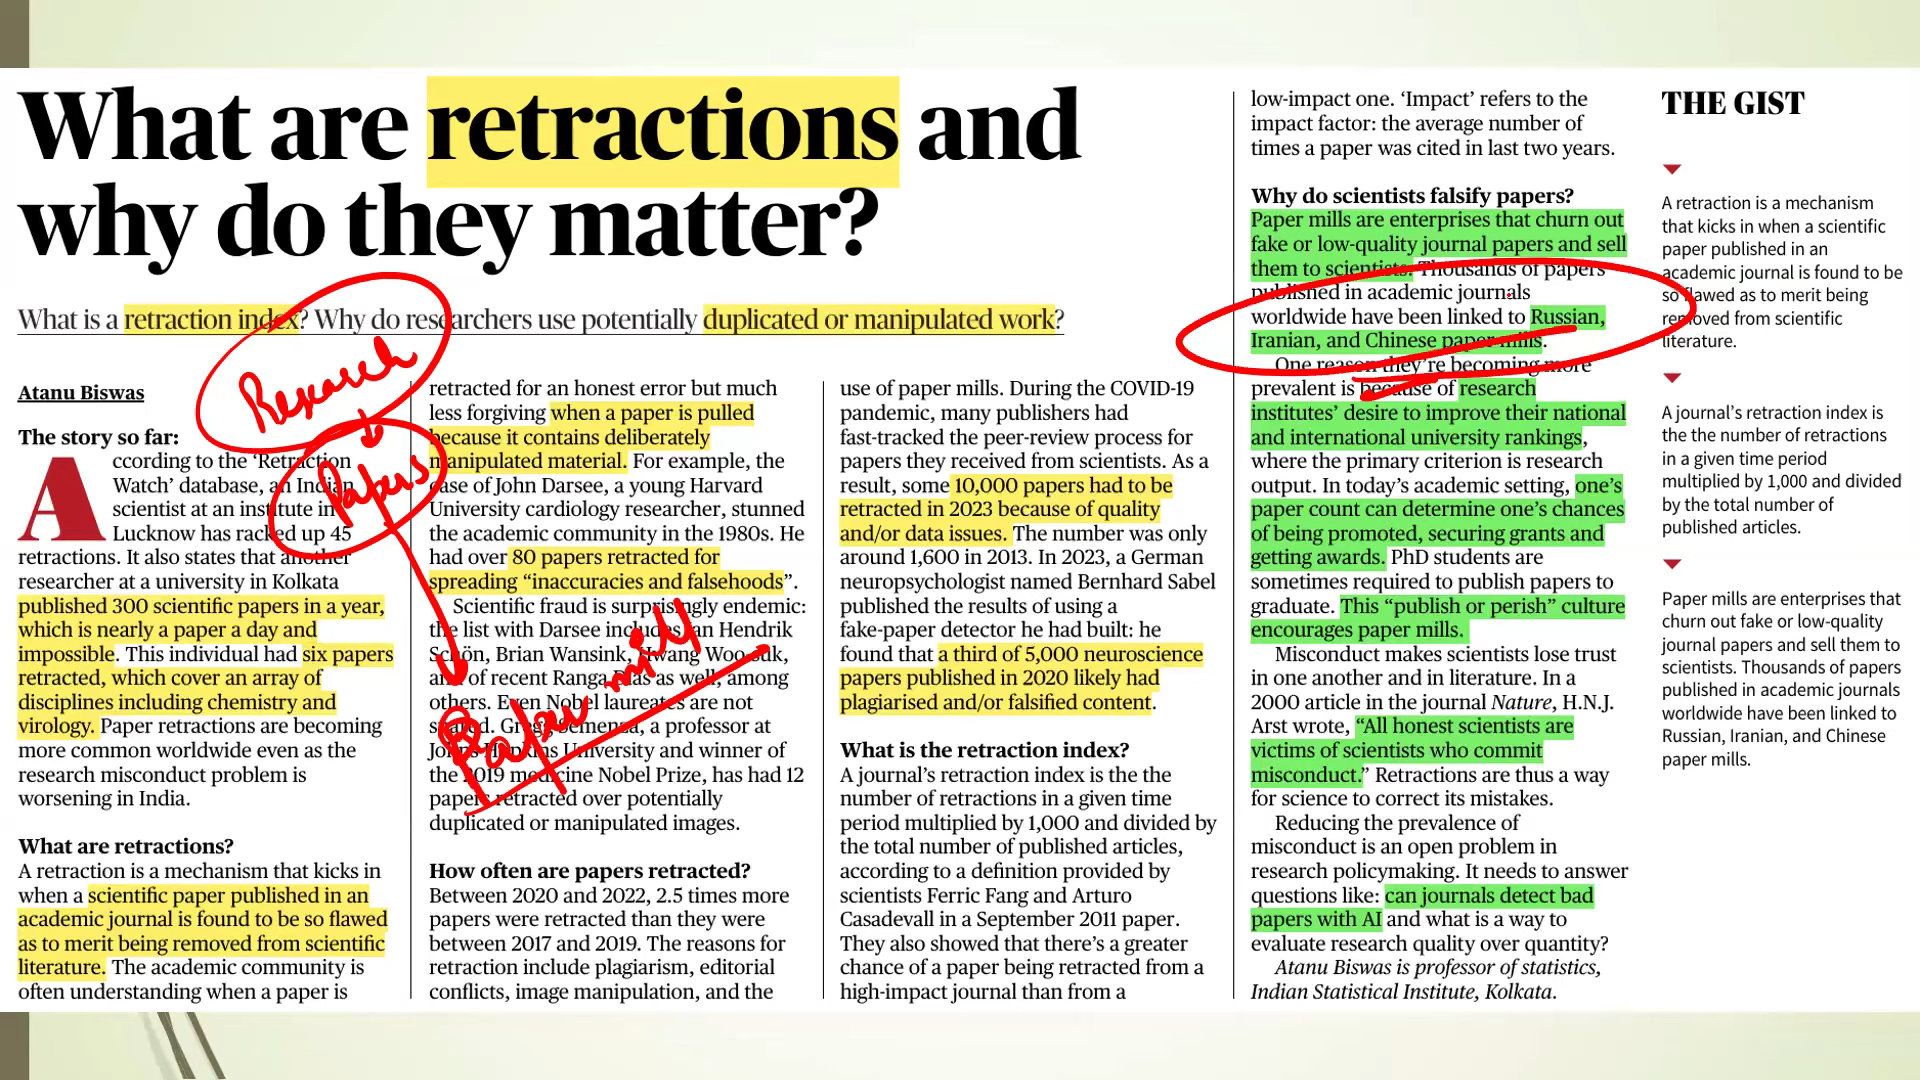 What are retractions and
why do they matter?
What is a retraction index? Why do researchers use potentially duplicated or manipulated work?
Research
Papers
Paper mill
Atanu Biswas
The story so far:
According to the ‘Retraction
Watch’ database, an Indian
scientist at an institute in
Lucknow has racked up 45
retractions. It also states that another
researcher at a university in Kolkata
published 300 scientific papers in a year,
which is nearly a paper a day and
impossible. This individual had six papers
retracted, which cover an array of
disciplines including chemistry and
virology. Paper retractions are becoming
more common worldwide even as the
research misconduct problem is
worsening in India.
What are retractions?
A retraction is a mechanism that kicks in
when a scientific paper published in an
academic journal is found to be so flawed
as to merit being removed from scientific
literature. The academic community is
often understanding when a paper is
retracted for an honest error but much
less forgiving when a paper is pulled
because it contains deliberately
manipulated material. For example, the
case of John Darsee, a young Harvard
University cardiology researcher, stunned
the academic community in the 1980s. He
had over 80 papers retracted for
spreading “inaccuracies and falsehoods”.
Scientific fraud is surprisingly endemic:
the list with Darsee includes Jan Hendrik
Schön, Brian Wansink, Hwang Woo-suk,
and of recent Ranga Dias as well, among
others. Even Nobel laureates are not
spared. Gregg Semenza, a professor at
Johns Hopkins University and winner of
the 2019 medicine Nobel Prize, has had 12
papers retracted over potentially
duplicated or manipulated images.
How often are papers retracted?
Between 2020 and 2022, 2.5 times more
papers were retracted than they were
between 2017 and 2019. The reasons for
retraction include plagiarism, editorial
conflicts, image manipulation, and the
use of paper mills. During the COVID-19
pandemic, many publishers had
fast-tracked the peer-review process for
papers they received from scientists. As a
result, some 10,000 papers had to be
retracted in 2023 because of quality
and/or data issues. The number was only
around 1,600 in 2013. In 2023, a German
neuropsychologist named Bernhard Sabel
published the results of using a
fake-paper detector he had built: he
found that a third of 5,000 neuroscience
papers published in 2020 likely had
plagiarised and/or falsified content.
What is the retraction index?
A journal’s retraction index is the the
number of retractions in a given time
period multiplied by 1,000 and divided by
the total number of published articles,
according to a definition provided by
scientists Ferric Fang and Arturo
Casadevall in a September 2011 paper.
They also showed that there’s a greater
chance of a paper being retracted from a
high-impact journal than from a
low-impact one. ‘Impact’ refers to the
impact factor: the average number of
times a paper was cited in last two years.
Why do scientists falsify papers?
Paper mills are enterprises that churn out
fake or low-quality journal papers and sell
them to scientists. Thousands of papers
published in academic journals
worldwide have been linked to Russian,
Iranian, and Chinese paper mills.
One reason they’re becoming more
prevalent is because of research
institutes’ desire to improve their national
and international university rankings,
where the primary criterion is research
output. In today’s academic setting, one’s
paper count can determine one’s chances
of being promoted, securing grants and
getting awards. PhD students are
sometimes required to publish papers to
graduate. This “publish or perish” culture
encourages paper mills.
Misconduct makes scientists lose trust
in one another and in literature. In a
2000 article in the journal Nature, H.N.J.
Arst wrote, “All honest scientists are
victims of scientists who commit
misconduct.” Retractions are thus a way
for science to correct its mistakes.
Reducing the prevalence of
misconduct is an open problem in
research policymaking. It needs to answer
questions like: can journals detect bad
papers with AI and what is a way to
evaluate research quality over quantity?
Atanu Biswas is professor of statistics,
Indian Statistical Institute, Kolkata.
THE GIST
A retraction is a mechanism
that kicks in when a scientific
paper published in an
academic journal is found to be
so flawed as to merit being
removed from scientific
literature.
A journal’s retraction index is
the the number of retractions
in a given time period
multiplied by 1,000 and divided
by the total number of
published articles.
Paper mills are enterprises that
churn out fake or low-quality
journal papers and sell them to
scientists. Thousands of papers
published in academic journals
worldwide have been linked to
Russian, Iranian, and Chinese
paper mills.